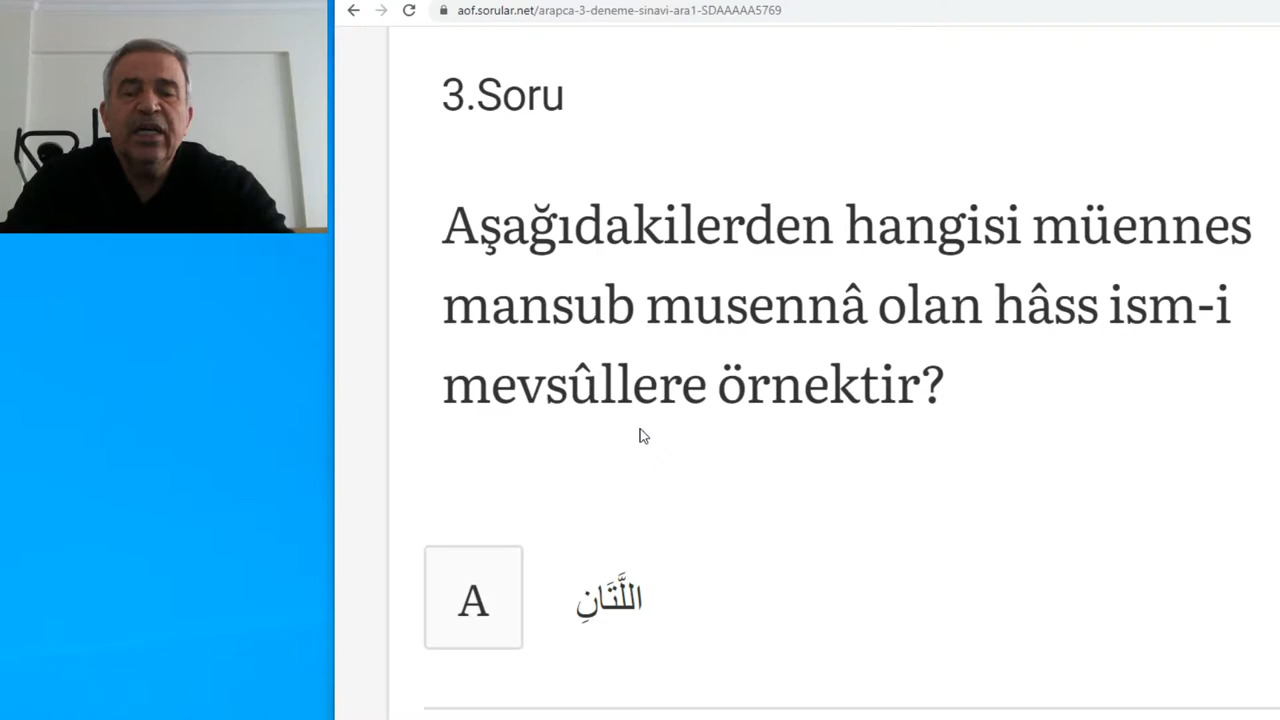 aof.sorular.net/arapca-3-deneme-sinavi-ara1-SDAAAAA5769
3.Soru
Aşağıdakilerden hangisi müennes
mansub musennâ olan hâss ism-i
mevsûllere örnektir?
A اللَّتَانِ